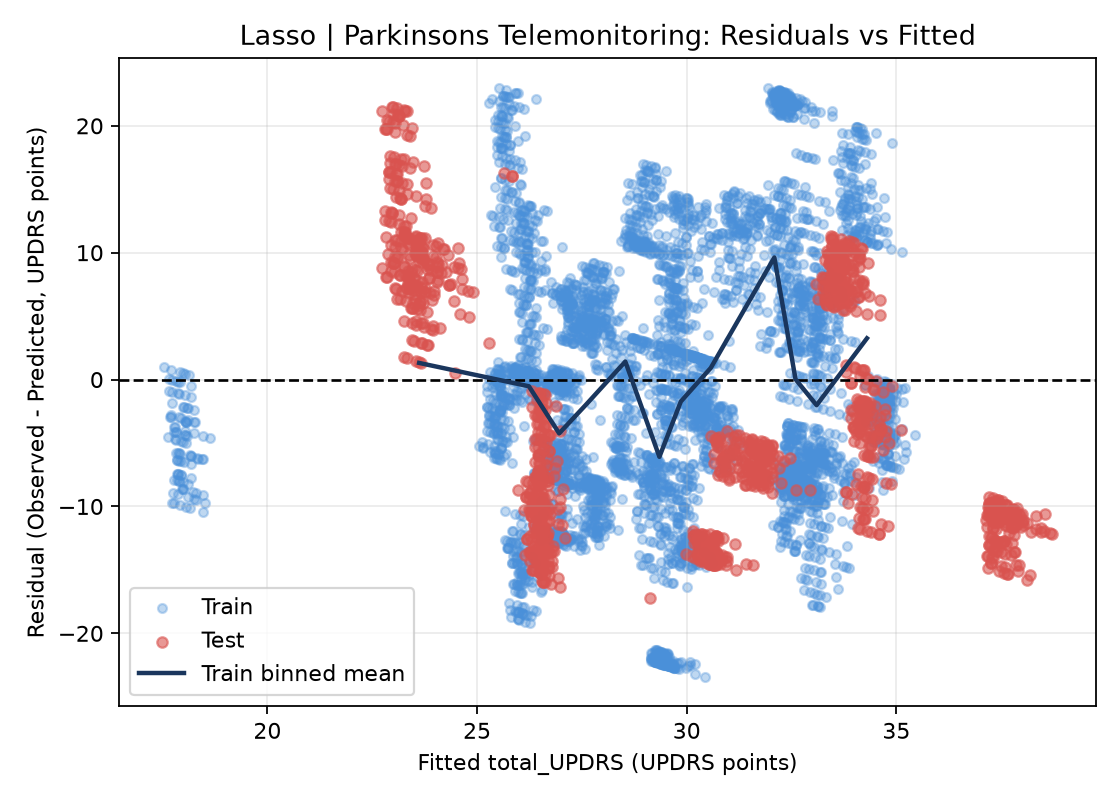 Lasso | Parkinsons Telemonitoring: Residuals vs Fitted
Residual (Observed - Predicted, UPDRS points)
20
10
0
−10
−20
Train
Test
Train binned mean
20
25
30
35
Fitted total_UPDRS (UPDRS points)